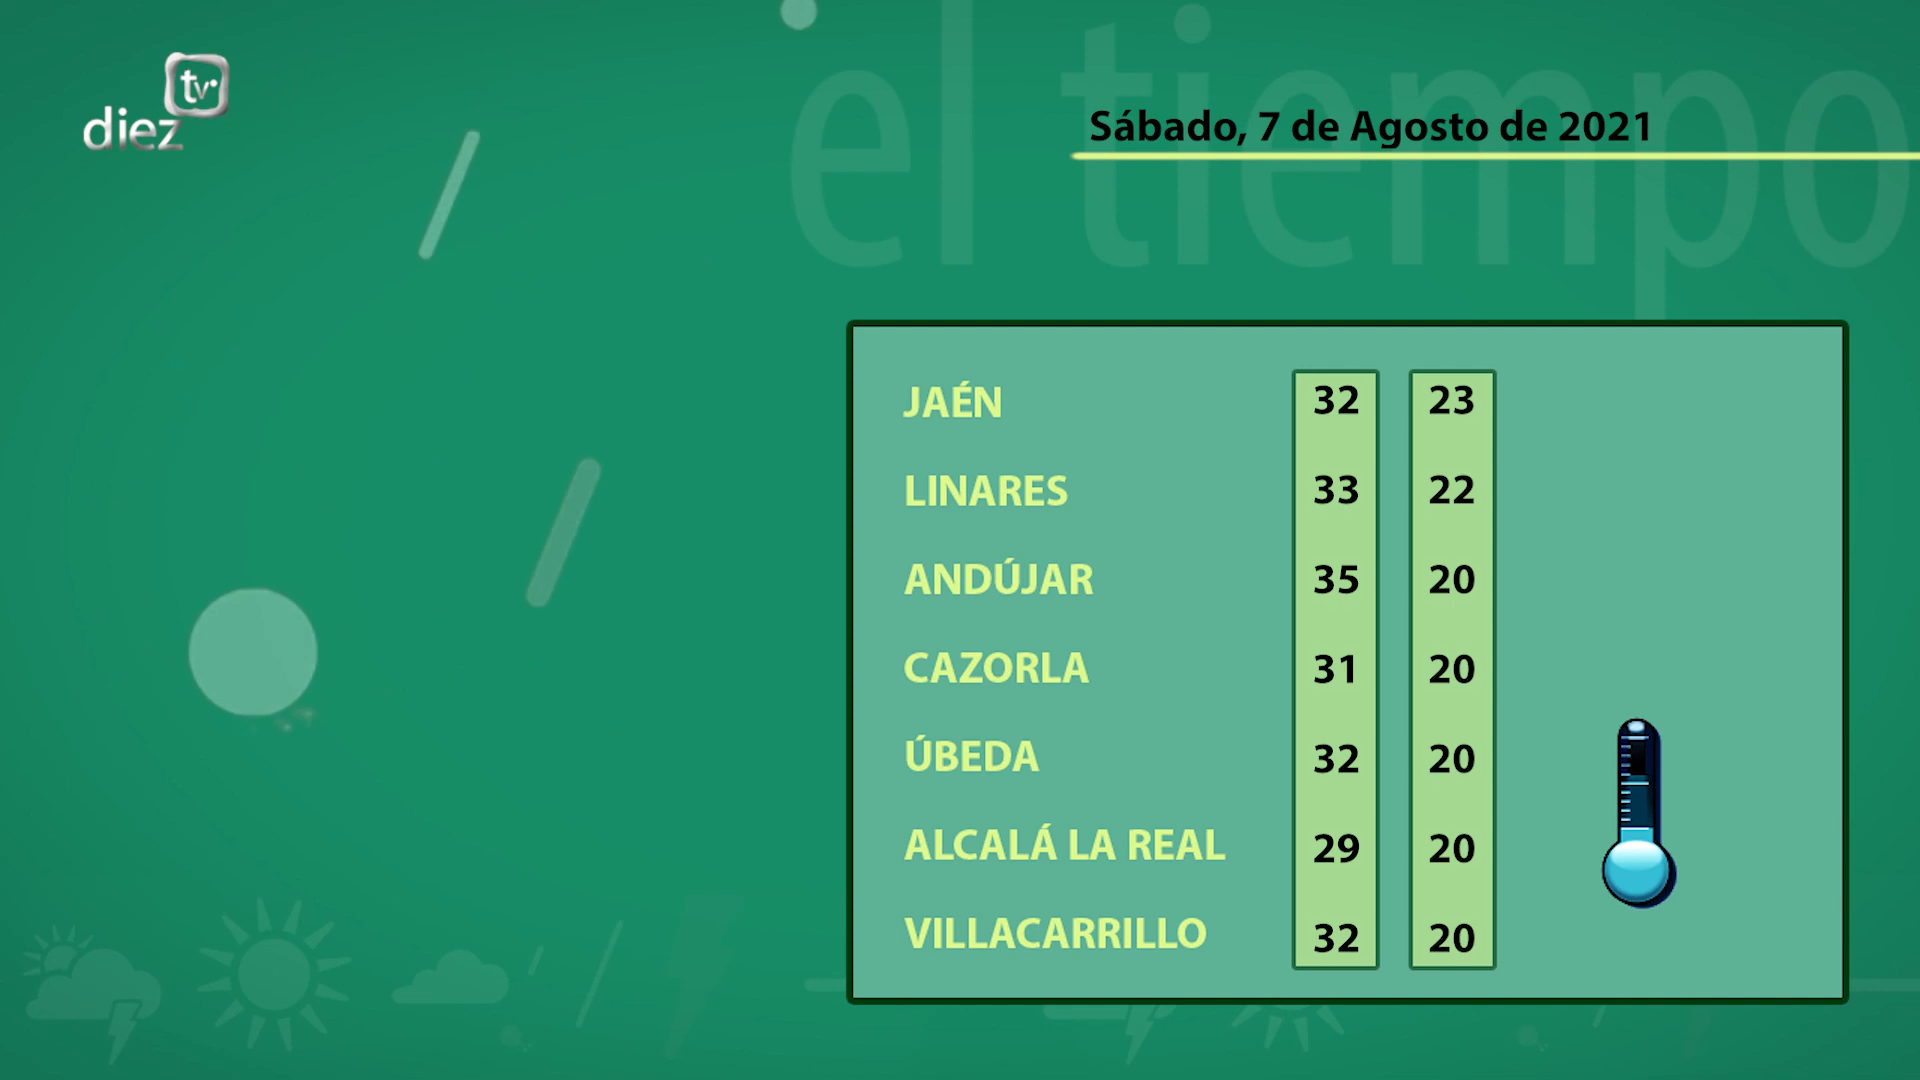 diez tv
el tiempo
Sábado, 7 de Agosto de 2021
JAÉN 32 23
LINARES 33 22
ANDÚJAR 35 20
CAZORLA 31 20
ÚBEDA 32 20
ALCALÁ LA REAL 29 20
VILLACARRILLO 32 20